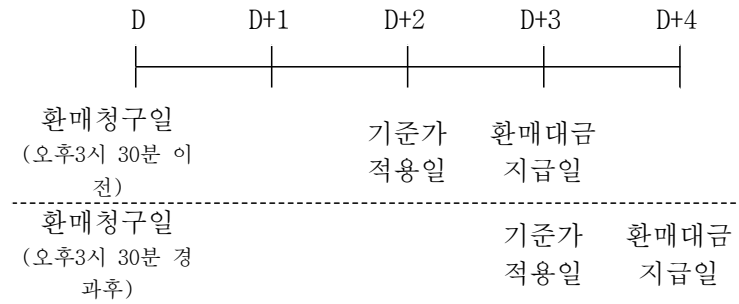 D D+1 D+2 D+3 D+4
환매청구일
(오후3시 30분 이
전)
기준가
적용일
환매대금
지급일
환매청구일
(오후3시 30분 경
과후)
기준가
적용일
환매대금
지급일